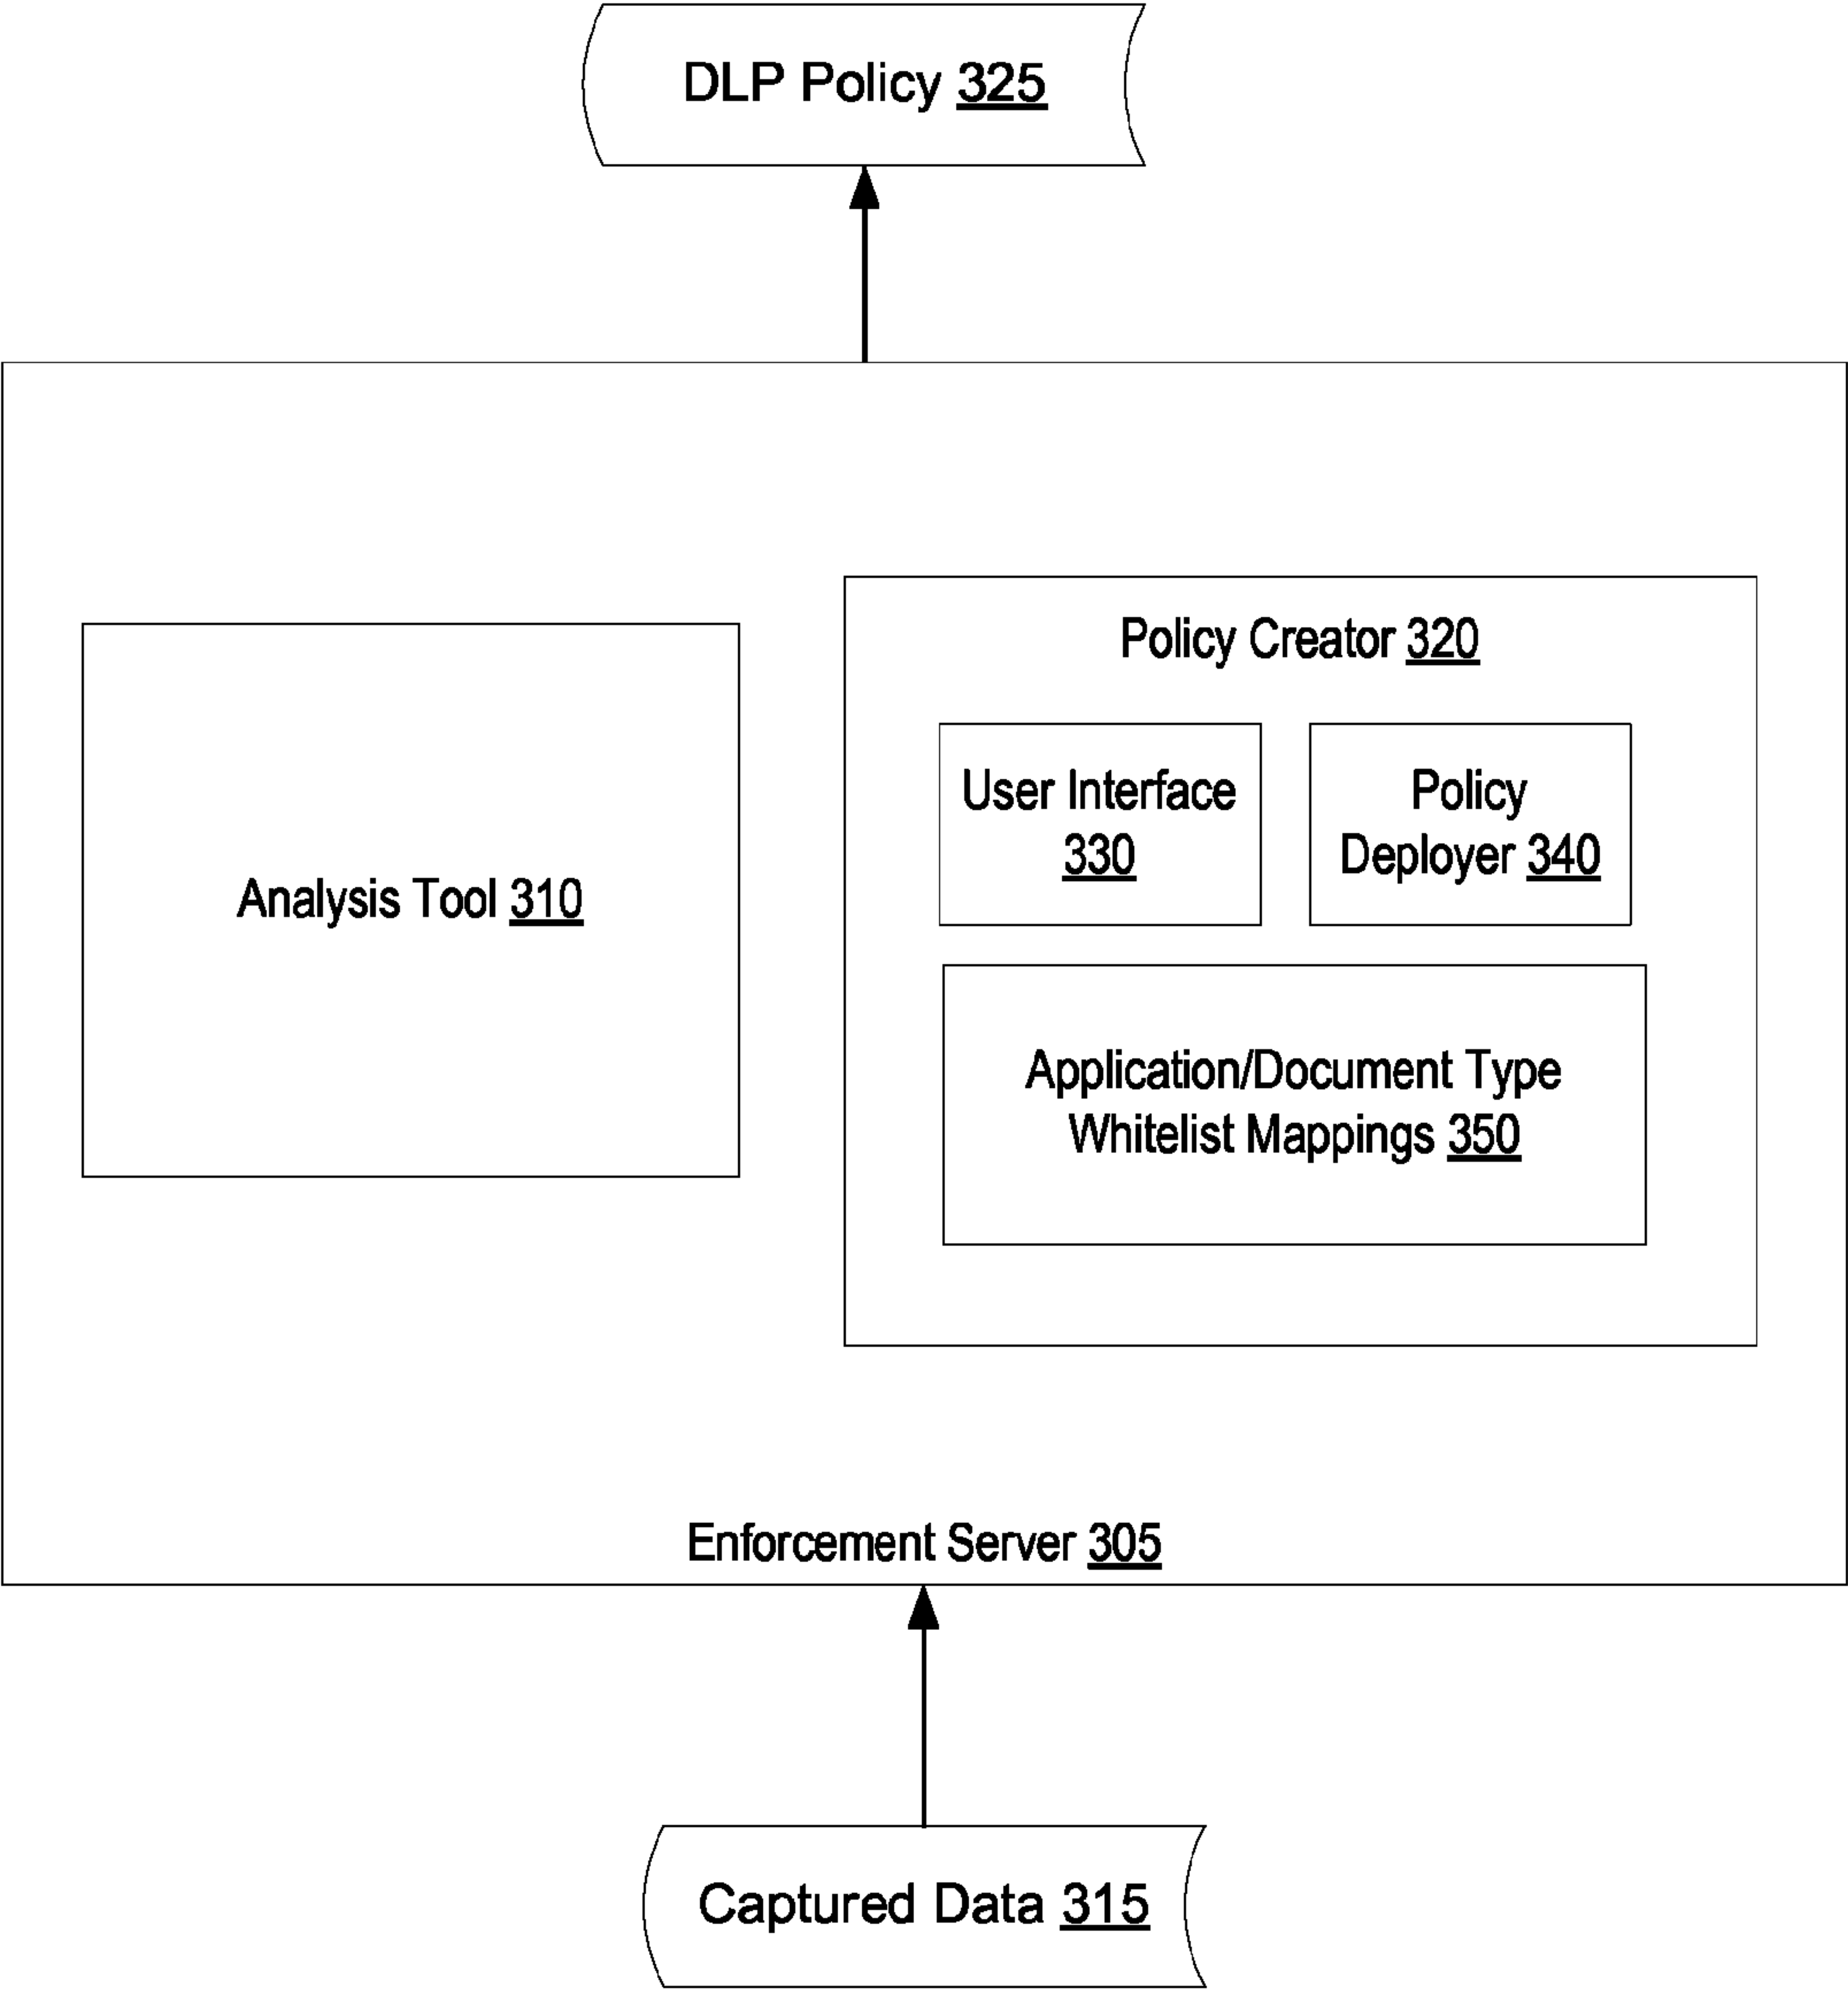 DLP Policy 325
Policy Creator 320
User Interface
330
Policy
Deployer 340
Analysis Tool 310
Application/Document Type
Whitelist Mappings 350
Enforcement Server 305
Captured Data 315